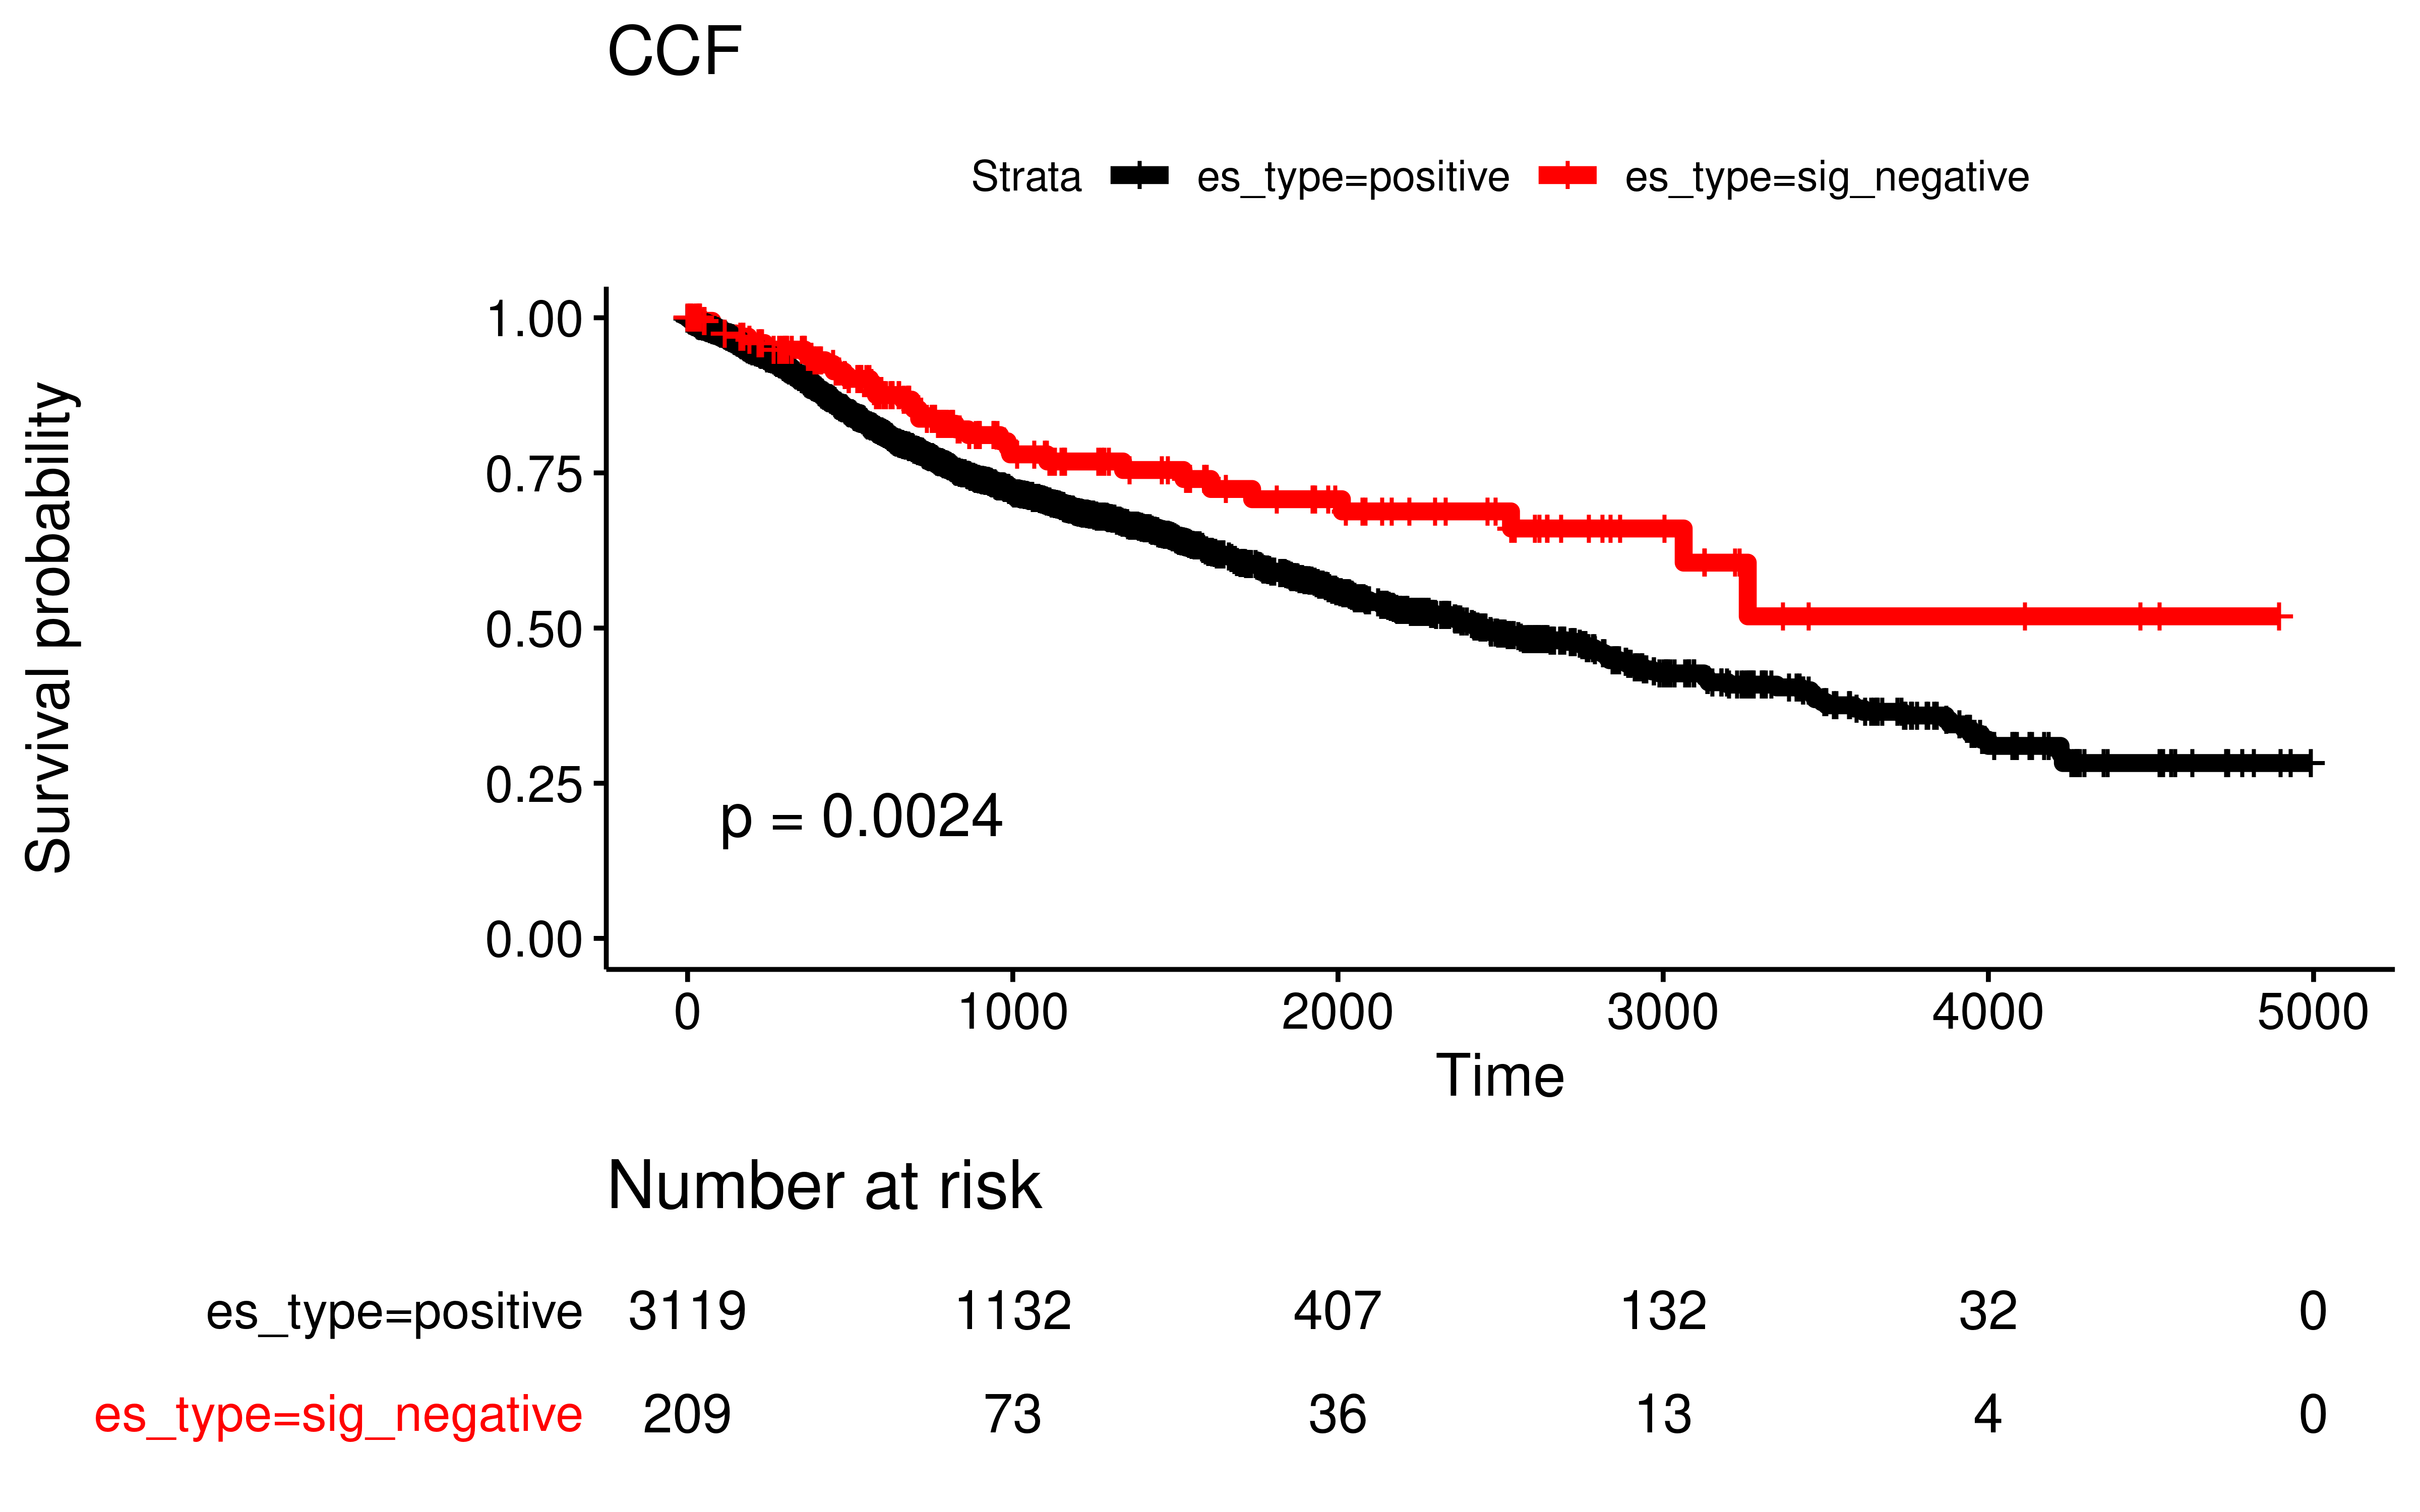 CCF
Strata es_type=positive es_type=sig_negative
Survival probability
1.00
0.75
0.50
0.25
0.00
p = 0.0024
0 1000 2000 3000 4000 5000
Time
Number at risk
es_type=positive 3119 1132 407 132 32 0
es_type=sig_negative 209 73 36 13 4 0